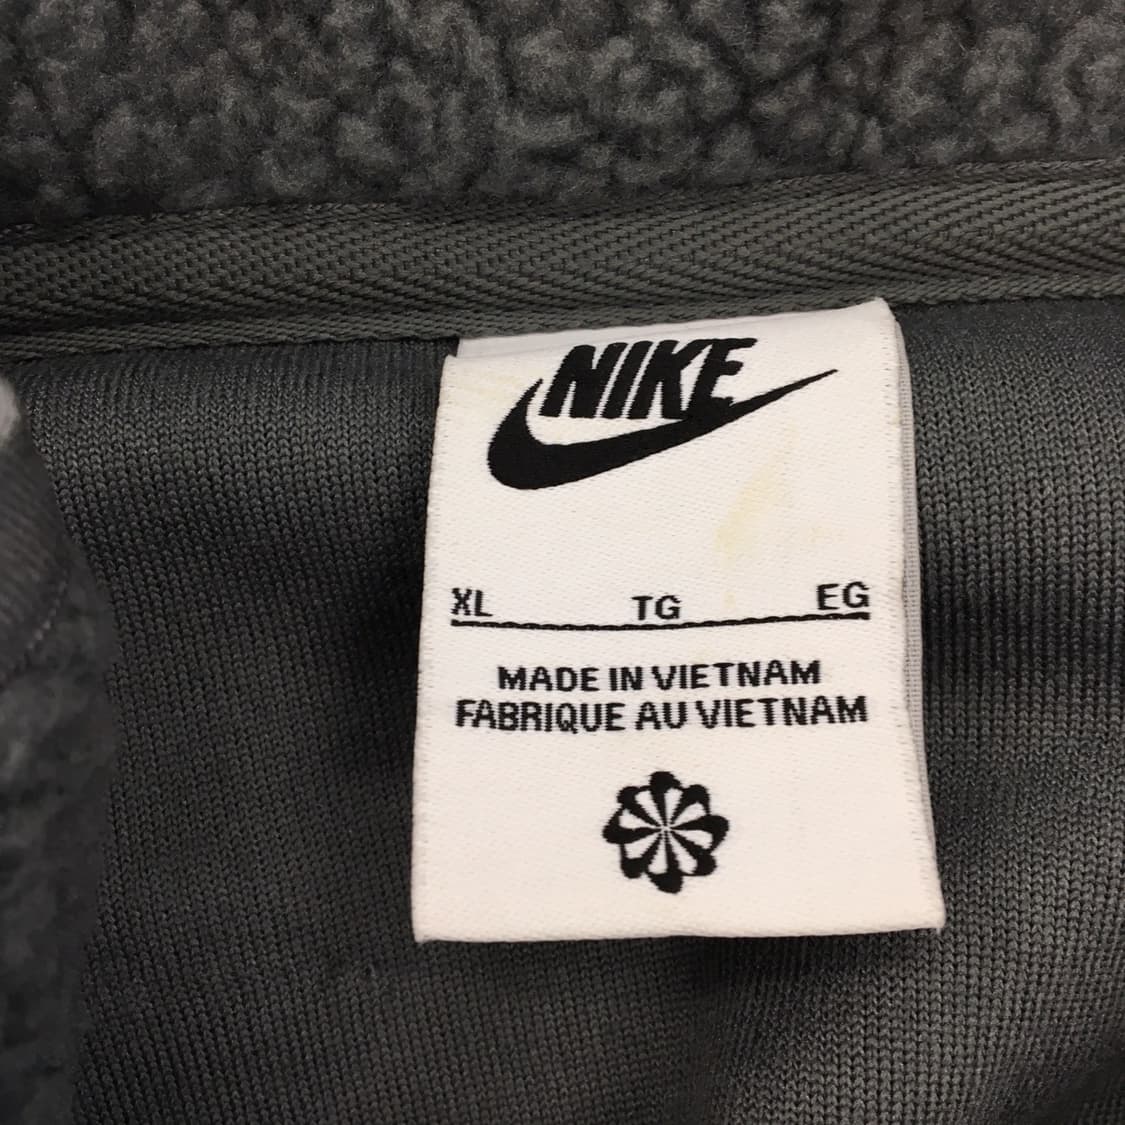 NIKE
XL TG EG
MADE IN VIETNAM
FABRIQUE AU VIETNAM